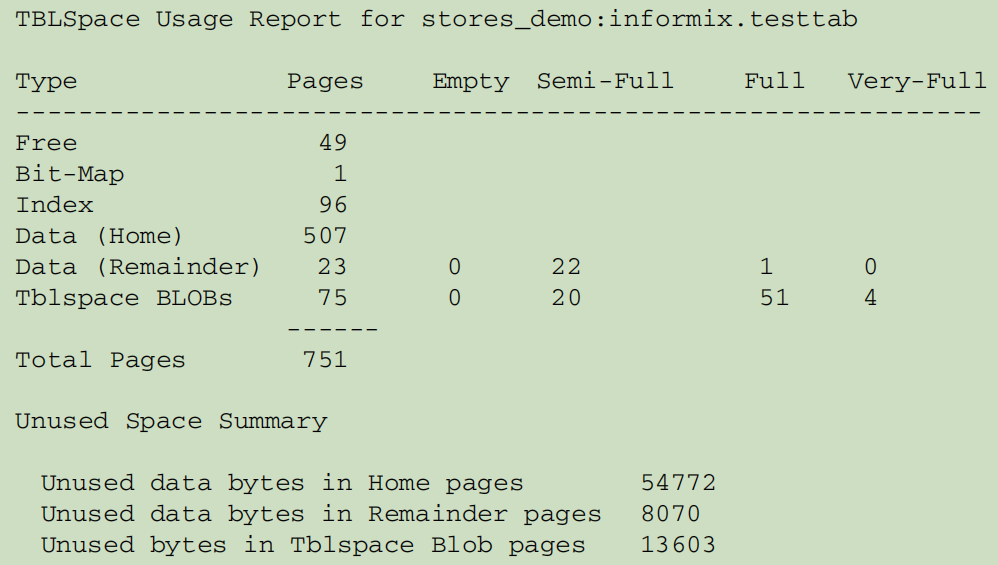 TBLSpace Usage Report for stores_demo:informix.testtab
Type Pages Empty Semi-Full Full Very-Full
----------------------------------------------------------------
Free 49
Bit-Map 1
Index 96
Data (Home) 507
Data (Remainder) 23 0 22 1 0
Tblspace BLOBs 75 0 20 51 4
------
Total Pages 751
Unused Space Summary
Unused data bytes in Home pages 54772
Unused data bytes in Remainder pages 8070
Unused bytes in Tblspace Blob pages 13603